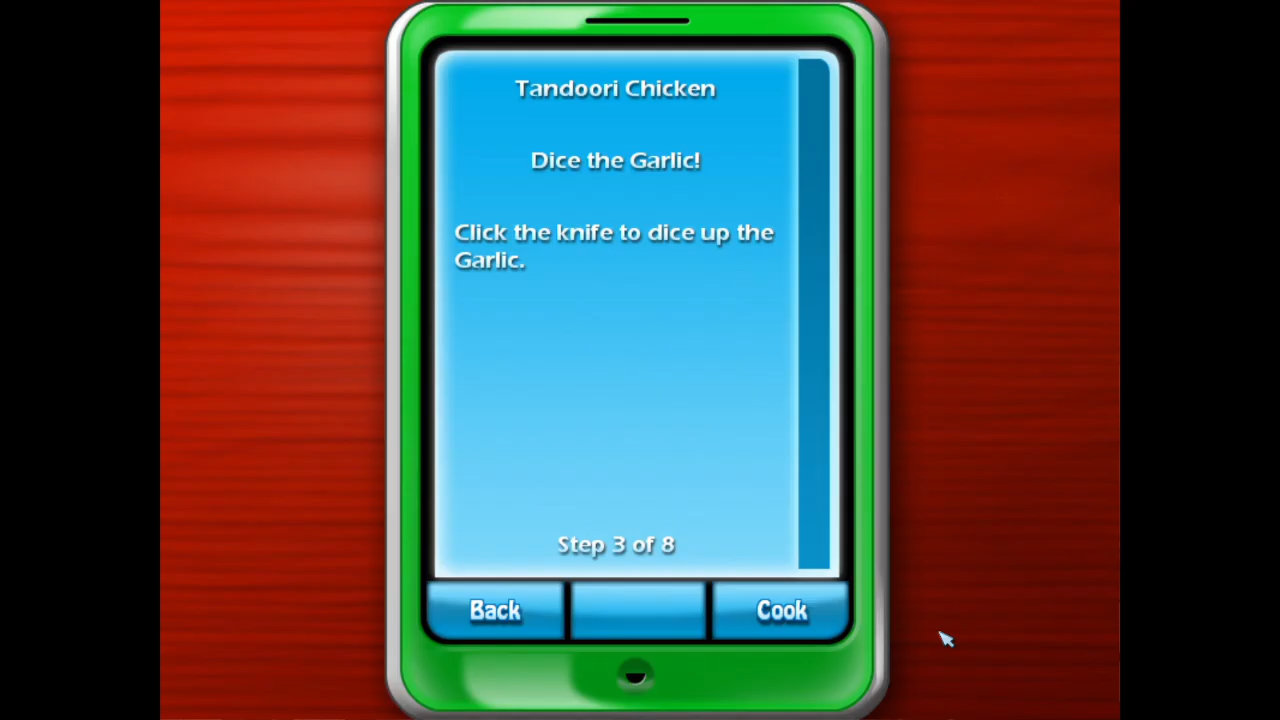 Tandoori Chicken
Dice the Garlic!
Click the knife to dice up the
Garlic.
Step 3 of 8
Back
Cook